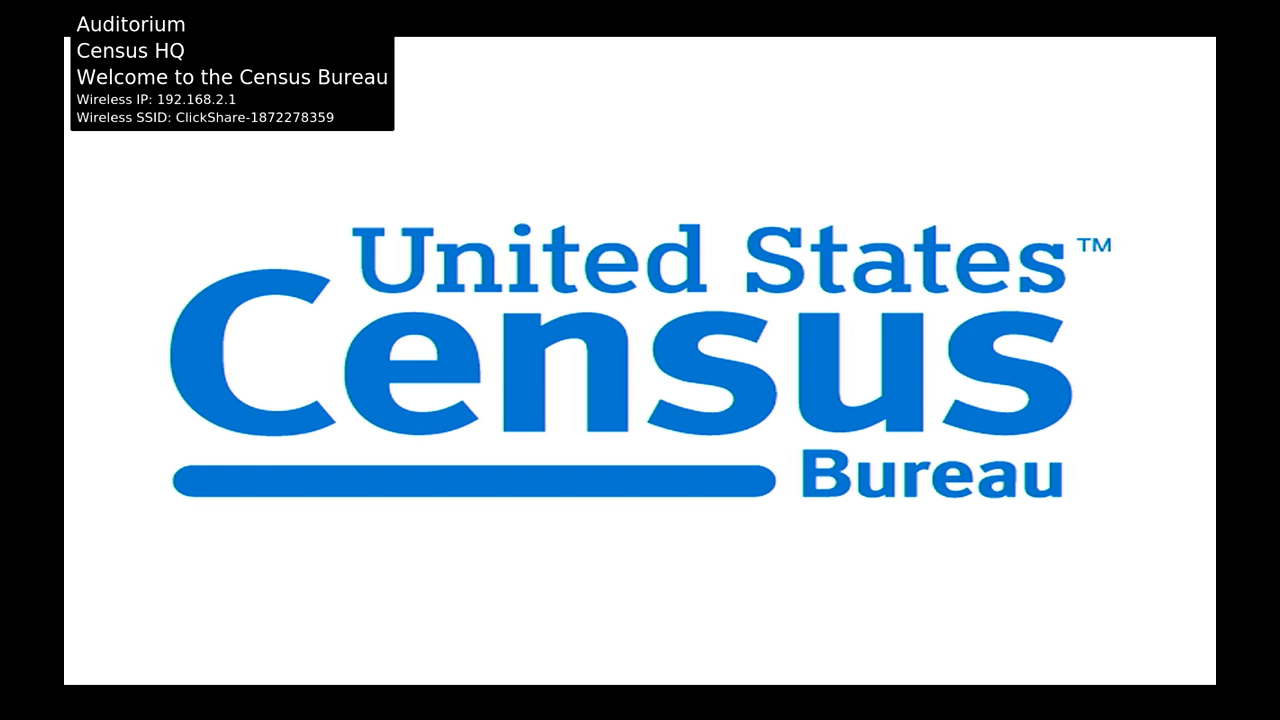 Auditorium
Census HQ
Welcome to the Census Bureau
Wireless IP: 192.168.2.1
Wireless SSID: ClickShare-1872278359
United States™
Census
Bureau